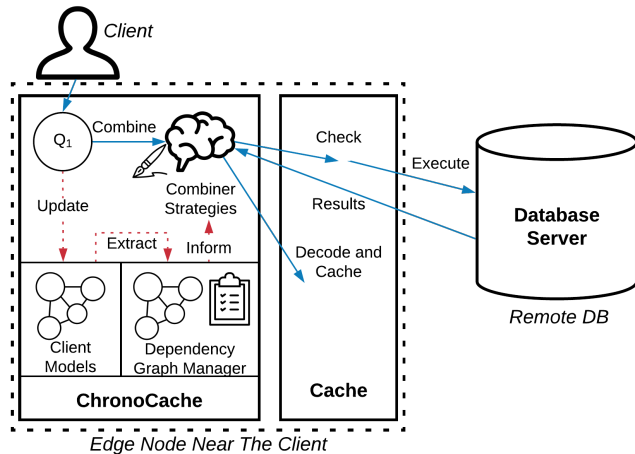 Client
Q1
Combine
Check
Execute
Update
Combiner
Strategies
Results
Database
Server
Extract
Inform
Decode and
Cache
Remote DB
Client
Models
Dependency
Graph Manager
ChronoCache
Cache
Edge Node Near The Client